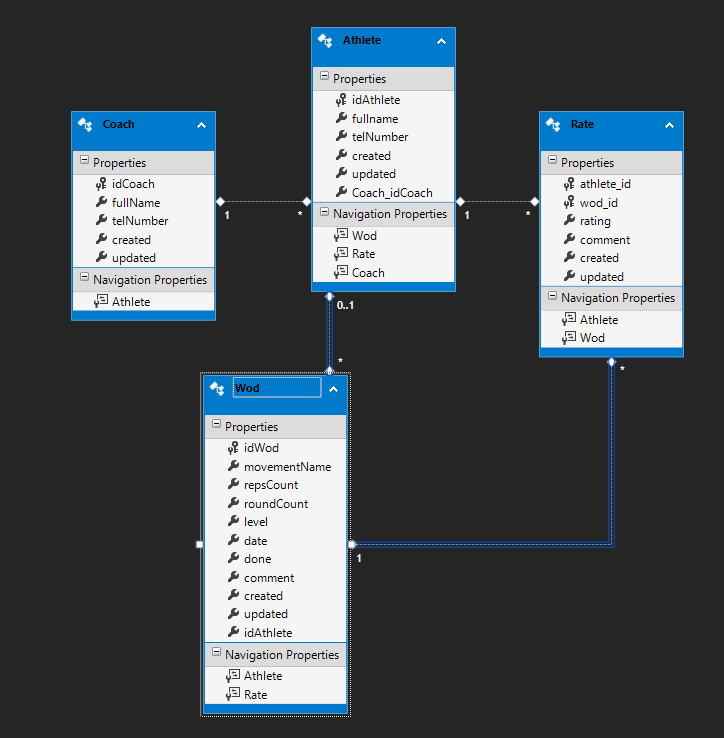 Athlete
Properties
idAthlete
fullname
telNumber
created
updated
Coach_idCoach
Navigation Properties
Wod
Rate
Coach
Coach
Properties
idCoach
fullName
telNumber
created
updated
Navigation Properties
Athlete
1
*
Rate
Properties
athlete_id
wod_id
rating
comment
created
updated
Navigation Properties
Athlete
Wod
1
*
0..1
*
Wod
Properties
idWod
movementName
repsCount
roundCount
level
date
done
comment
created
updated
idAthlete
Navigation Properties
Athlete
Rate
*
1